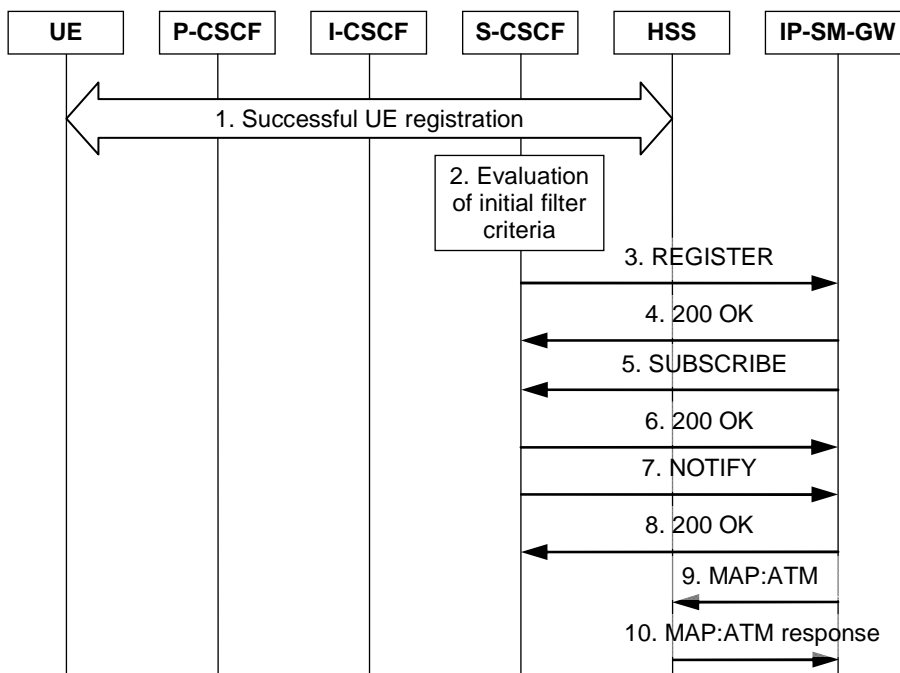 UE P-CSCF I-CSCF S-CSCF HSS IP-SM-GW
1. Successful UE registration
2. Evaluation
of initial filter
criteria
3. REGISTER
4. 200 OK
5. SUBSCRIBE
6. 200 OK
7. NOTIFY
8. 200 OK
9. MAP:ATM
10. MAP:ATM response